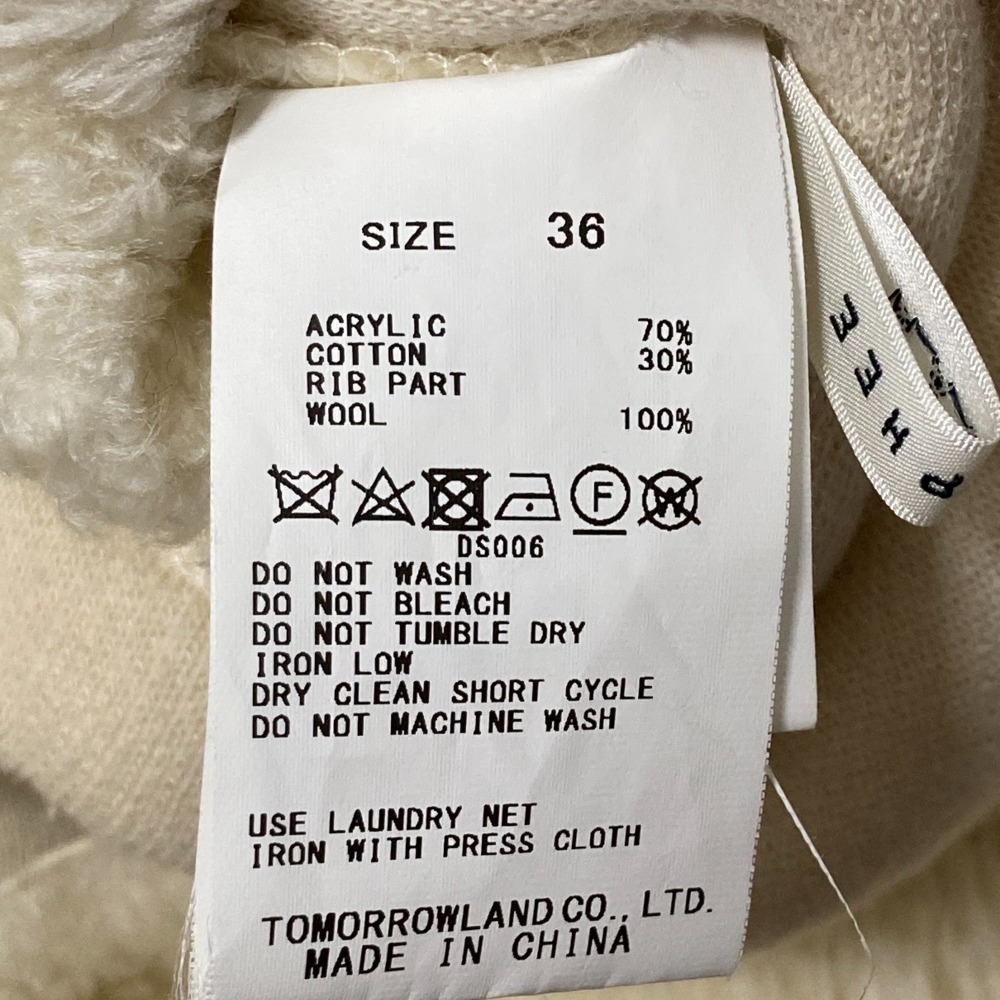 SIZE 36
ACRYLIC 70%
COTTON 30%
RIB PART
WOOL 100%
F W
DS006
DO NOT WASH
DO NOT BLEACH
DO NOT TUMBLE DRY
IRON LOW
DRY CLEAN SHORT CYCLE
DO NOT MACHINE WASH
USE LAUNDRY NET
IRON WITH PRESS CLOTH
TOMORROWLAND CO., LTD.
MADE IN CHINA